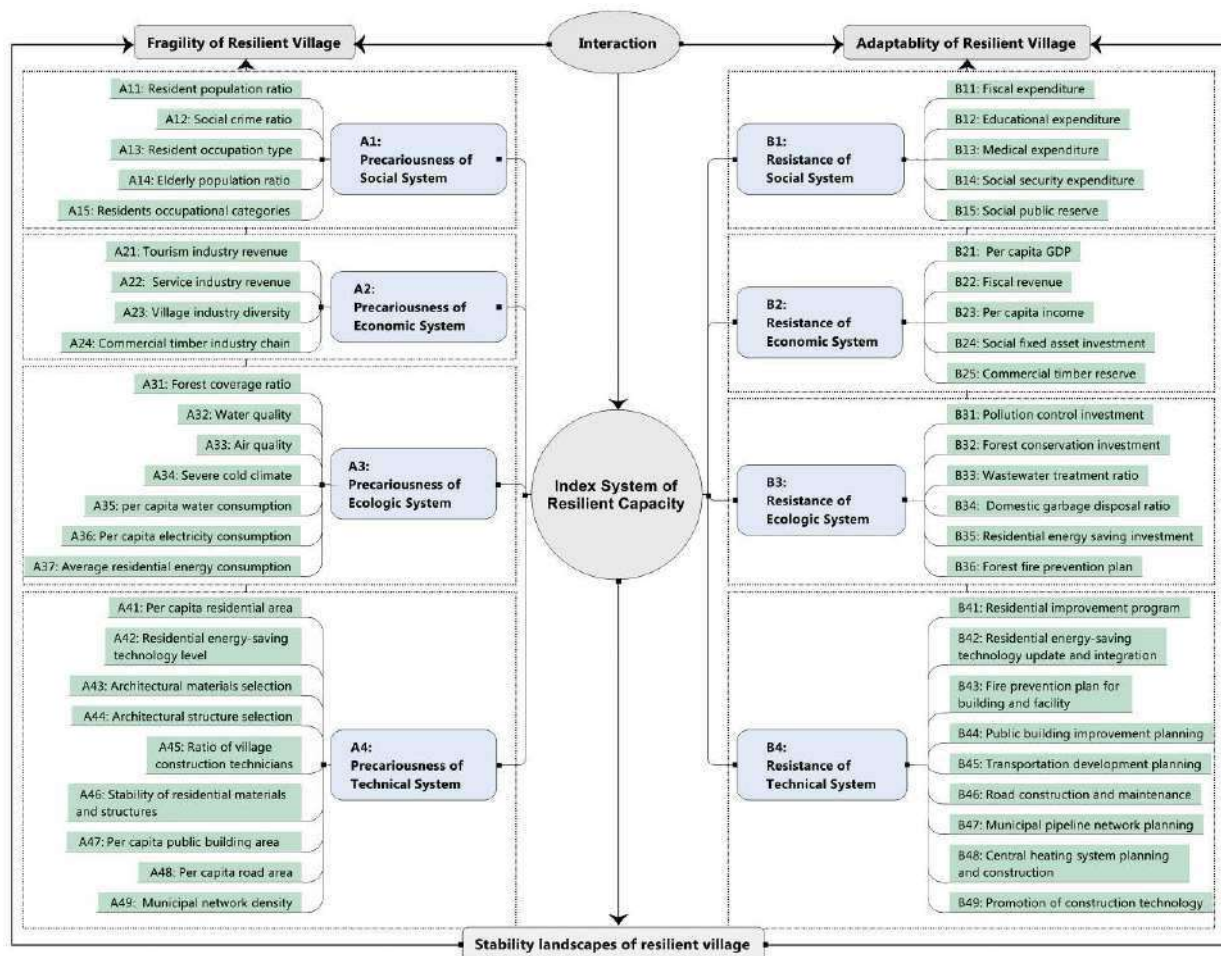 Fragility of Resilient Village
Interaction
Adaptablity of Resilient Village
A11: Resident population ratio
A12: Social crime ratio
A13: Resident occupation type
A14: Elderly population ratio
A15: Residents occupational categories
A1:
Precariousness of
Social System
A21: Tourism industry revenue
A22: Service industry revenue
A23: Village industry diversity
A24: Commercial timber industry chain
A2:
Precariousness of
Economic System
A31: Forest coverage ratio
A32: Water quality
A33: Air quality
A34: Severe cold climate
A35: per capita water consumption
A36: Per capita electricity consumption
A37: Average residential energy consumption
A3:
Precariousness of
Ecologic System
A41: Per capita residential area
A42: Residential energy-saving
technology level
A43: Architectural materials selection
A44: Architectural structure selection
A45: Ratio of village
construction technicians
A46: Stability of residential materials
and structures
A47: Per capita public building area
A48: Per capita road area
A49: Municipal network density
A4:
Precariousness of
Technical System
Index System of
Resilient Capacity
B1:
Resistance of
Social System
B11: Fiscal expenditure
B12: Educational expenditure
B13: Medical expenditure
B14: Social security expenditure
B15: Social public reserve
B2:
Resistance of
Economic System
B21: Per capita GDP
B22: Fiscal revenue
B23: Per capita income
B24: Social fixed asset investment
B25: Commercial timber reserve
B3:
Resistance of
Ecologic System
B31: Pollution control investment
B32: Forest conservation investment
B33: Wastewater treatment ratio
B34: Domestic garbage disposal ratio
B35: Residential energy saving investment
B36: Forest fire prevention plan
B4:
Resistance of
Technical System
B41: Residential improvement program
B42: Residential energy-saving
technology update and integration
B43: Fire prevention plan for
building and facility
B44: Public building improvement planning
B45: Transportation development planning
B46: Road construction and maintenance
B47: Municipal pipeline network planning
B48: Central heating system planning
and construction
B49: Promotion of construction technology
Stability landscapes of resilient village